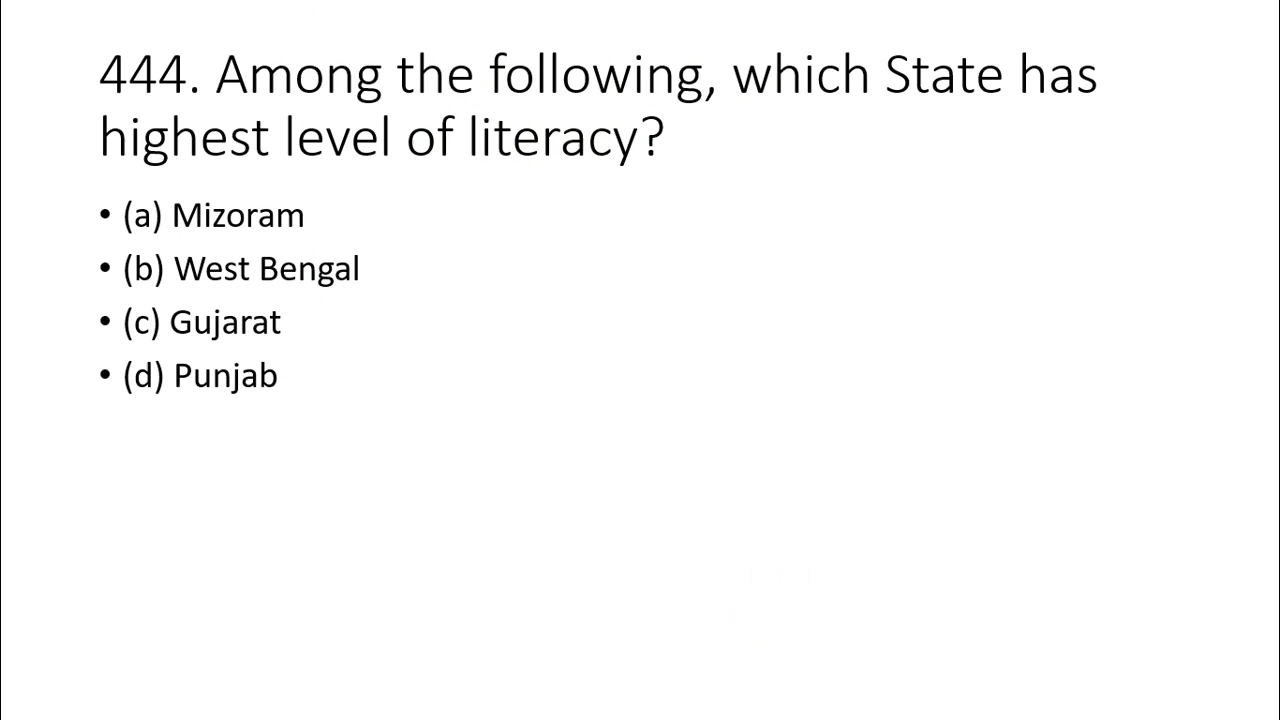 444. Among the following, which State has
highest level of literacy?
• (a) Mizoram
• (b) West Bengal
• (c) Gujarat
• (d) Punjab